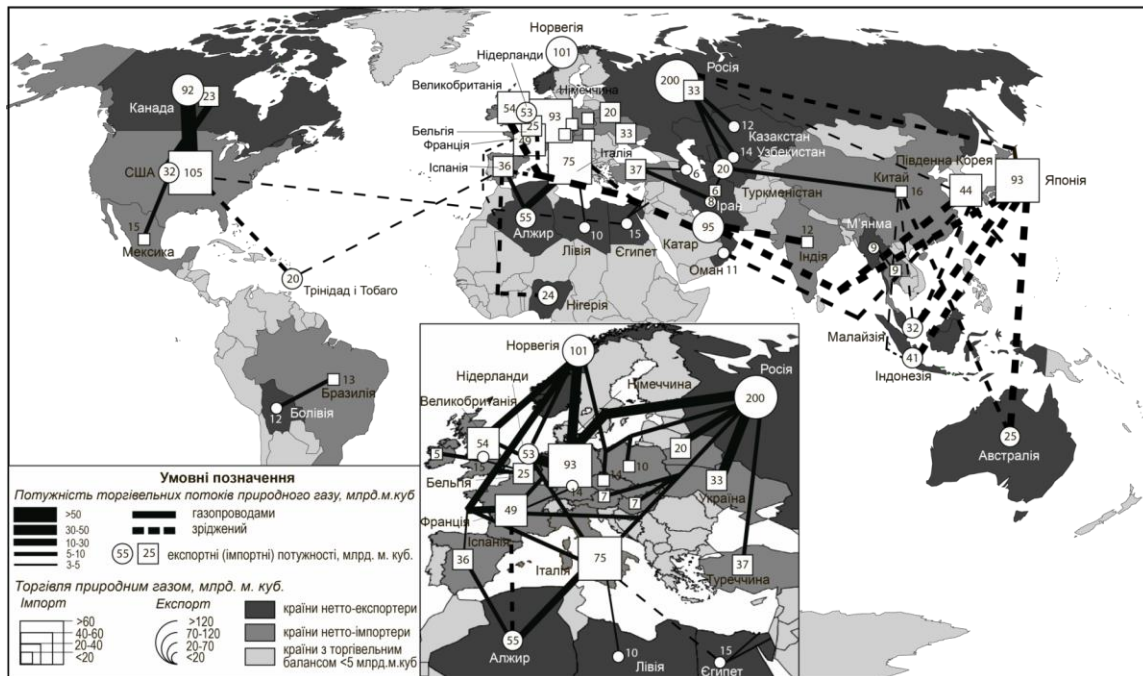 Норвегія
101
Нідерланди
Росія
200
33
Великобританія
Німеччина
54
53
93
20
25
33
Бельгія
Франція
29
Італія
Іспанія
36
75
37
92
23
Канада
США
32
105
15
Мексика
12
Казахстан
14
Узбекистан
20
6
6
8
Туркменістан
Іран
Південна Корея
Китай
44
93
Японія
16
55
Алжир
10
Лівія
15
Єгипет
95
Катар
Оман 11
12
Індія
М'янма
9
9
20
Трінідад і Тобаго
24
Нігерія
Малайзія
32
41
Індонезія
13
Бразилія
12
Болівія
25
Австралія
Норвегія
101
Нідерланди
Німеччина
Росія
Великобританія
200
5
54
15
53
20
93
10
Бельгія
25
14
14
33
Україна
7
7
Франція
49
Іспанія
36
Італія
75
37
Туреччина
55
Алжир
10
Лівія
15
Єгипет
Умовні позначення
Потужність торгівельних потоків природного газу, млрд.м.куб
>50
30-50
10-30
5-10
3-5
газопроводами
зріджений
55
25
експортні (імпортні) потужності, млрд. м. куб.
Торгівля природним газом, млрд. м. куб.
Імпорт
>60
40-60
20-40
<20
Експорт
>120
70-120
20-70
<20
країни нетто-експортери
країни нетто-імпортери
країни з торгівельним
балансом <5 млрд.м.куб